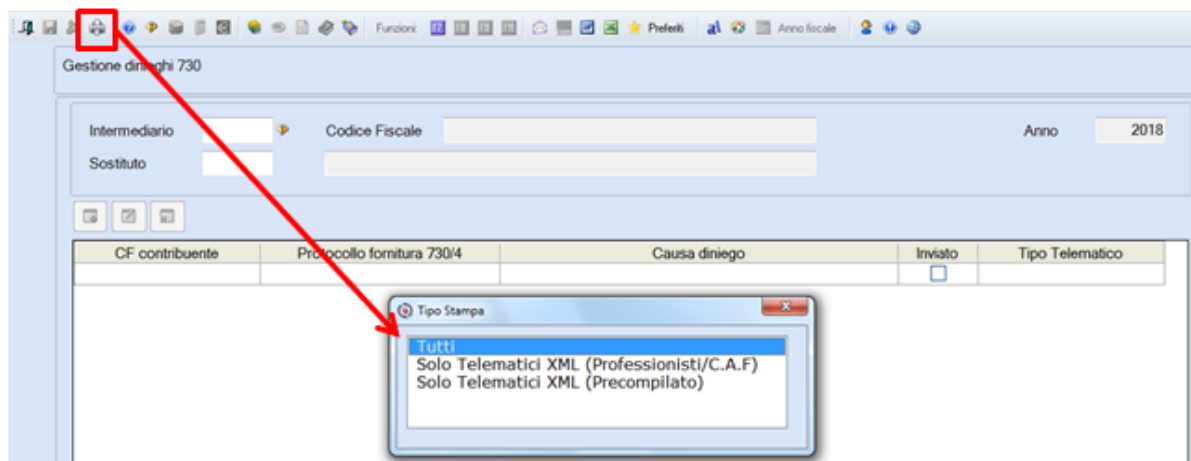 Funzioni: Preferiti aA Anno fiscale
Gestione dinieghi 730
Intermediario Codice Fiscale Anno 2018
Sostituto
CF contribuente Protocollo fornitura 730/4 Causa diniego Inviato Tipo Telematico
Tipo Stampa
Tutti
Solo Telematici XML (Professionisti/C.A.F)
Solo Telematici XML (Precompilato)